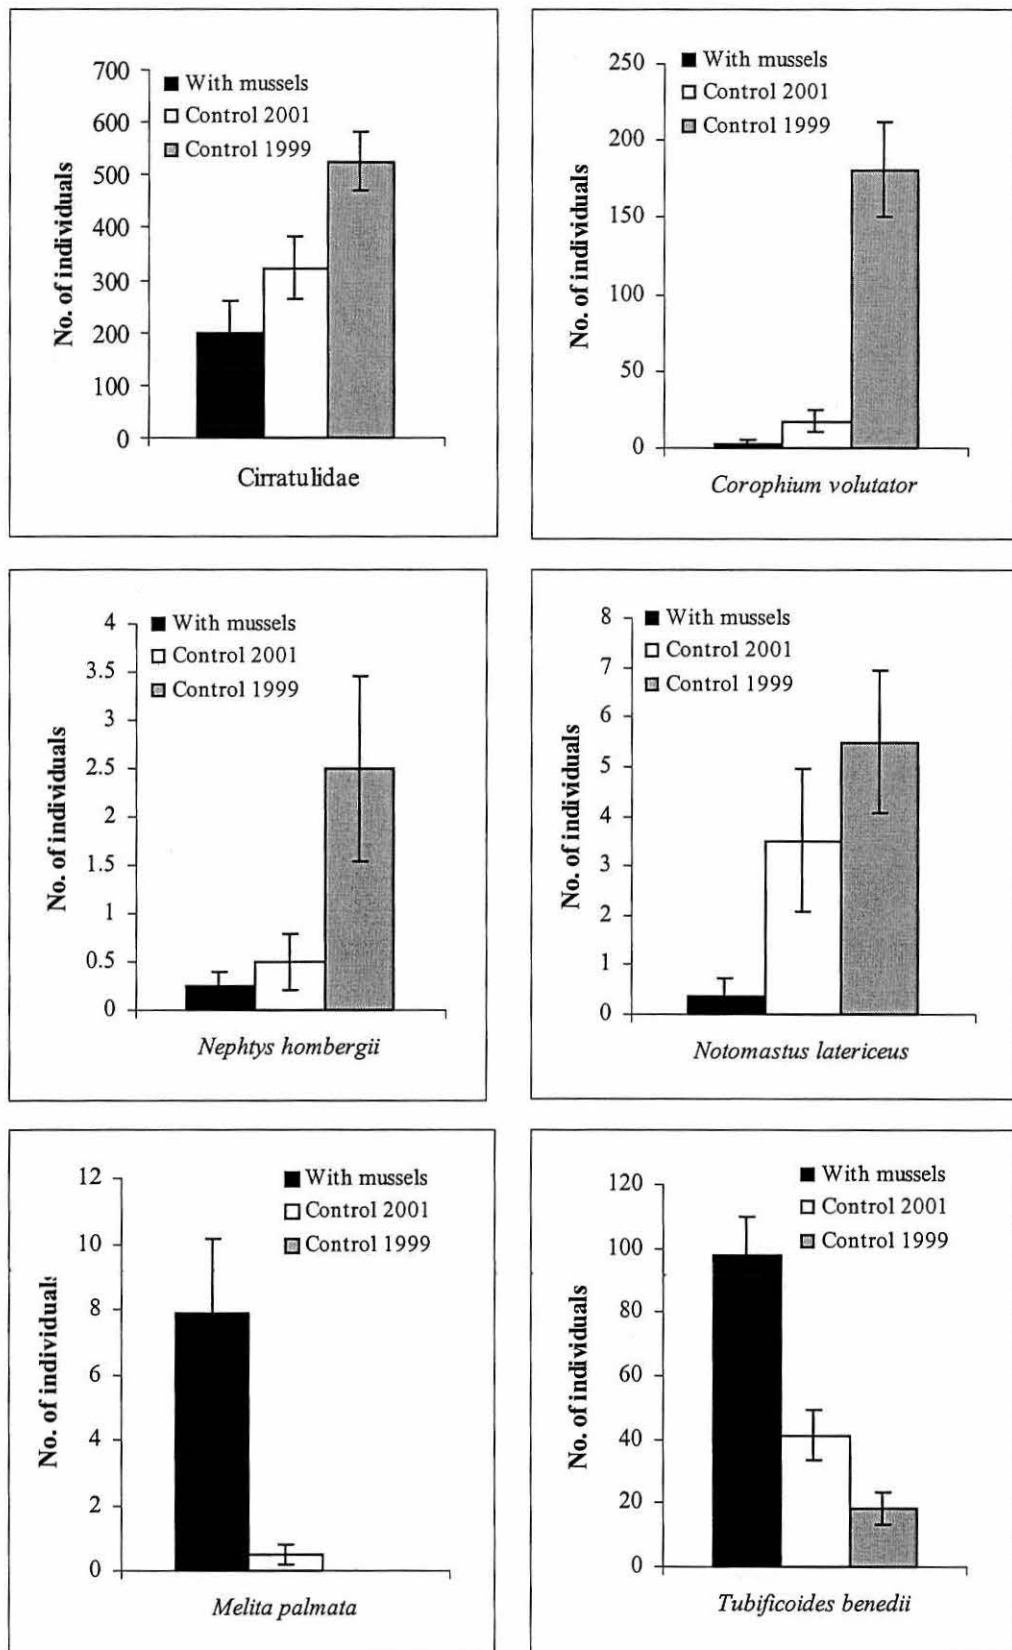 No. of individuals
700
600
500
400
300
200
100
0
With mussels
Control 2001
Control 1999
Cirratulidae
No. of individuals
250
200
150
100
50
0
With mussels
Control 2001
Control 1999
Corophium volutator
No. of individuals
4
3.5
3
2.5
2
1.5
1
0.5
0
With mussels
Control 2001
Control 1999
Nephtys hombergii
No. of individuals
8
7
6
5
4
3
2
1
0
With mussels
Control 2001
Control 1999
Notomastus latericeus
No. of individuals
12
10
8
6
4
2
0
With mussels
Control 2001
Control 1999
Melita palmata
No. of individuals
120
100
80
60
40
20
0
With mussels
Control 2001
Control 1999
Tubificoides benedii